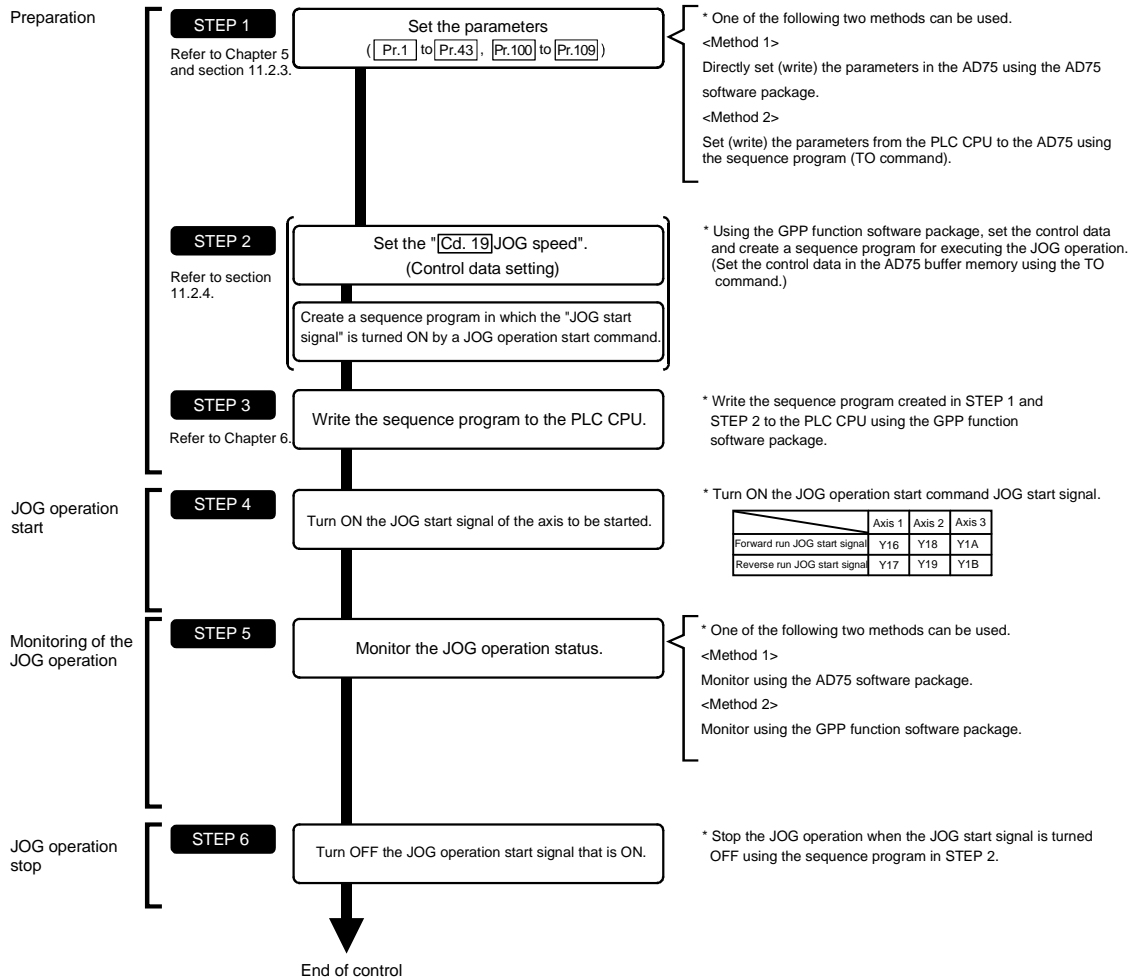 Preparation
STEP 1
Refer to Chapter 5
and section 11.2.3.
Set the parameters
( Pr.1 to Pr.43 , Pr.100 to Pr.109 )
* One of the following two methods can be used.
<Method 1>
Directly set (write) the parameters in the AD75 using the AD75
software package.
<Method 2>
Set (write) the parameters from the PLC CPU to the AD75 using
the sequence program (TO command).
STEP 2
Refer to section
11.2.4.
Set the "Cd. 19 JOG speed".
(Control data setting)
Create a sequence program in which the "JOG start
signal" is turned ON by a JOG operation start command.
* Using the GPP function software package, set the control data
and create a sequence program for executing the JOG operation.
(Set the control data in the AD75 buffer memory using the TO
command.)
STEP 3
Refer to Chapter 6.
Write the sequence program to the PLC CPU.
* Write the sequence program created in STEP 1 and
STEP 2 to the PLC CPU using the GPP function
software package.
JOG operation
start
STEP 4
Turn ON the JOG start signal of the axis to be started.
* Turn ON the JOG operation start command JOG start signal.
Axis 1 Axis 2 Axis 3
Forward run JOG start signal Y16 Y18 Y1A
Reverse run JOG start signal Y17 Y19 Y1B
Monitoring of the
JOG operation
STEP 5
Monitor the JOG operation status.
* One of the following two methods can be used.
<Method 1>
Monitor using the AD75 software package.
<Method 2>
Monitor using the GPP function software package.
JOG operation
stop
STEP 6
Turn OFF the JOG operation start signal that is ON.
* Stop the JOG operation when the JOG start signal is turned
OFF using the sequence program in STEP 2.
End of control